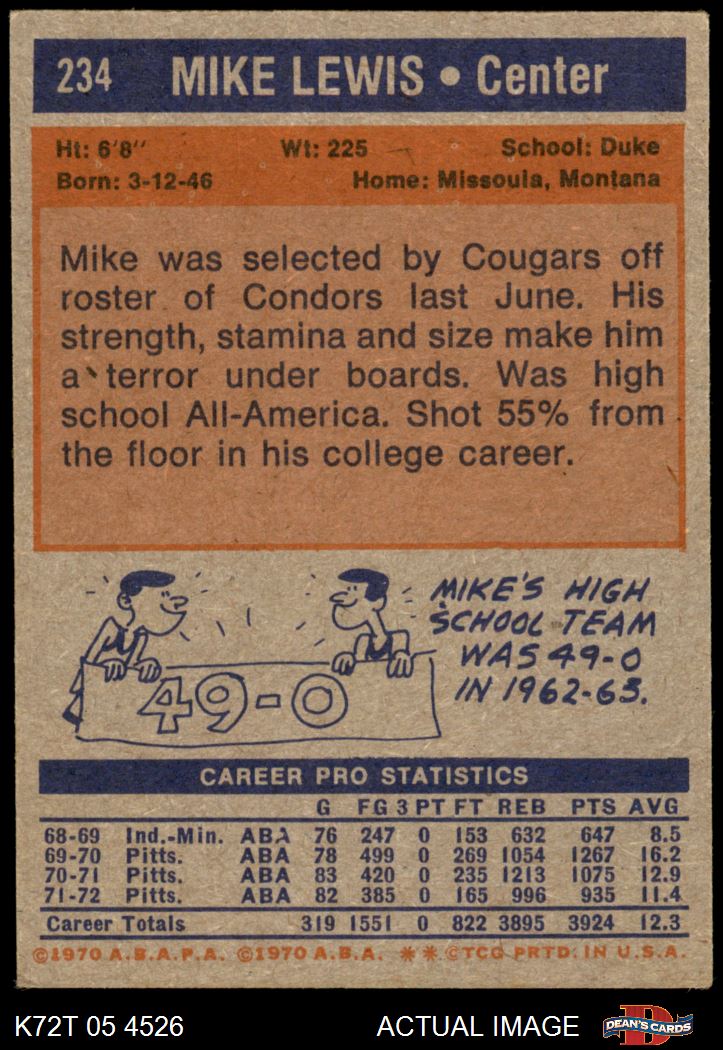 234 MIKE LEWIS • Center
Ht: 6'8" Wt: 225 School: Duke
Born: 3-12-46 Home: Missoula, Montana
Mike was selected by Cougars off
roster of Condors last June. His
strength, stamina and size make him
a terror under boards. Was high
school All-America. Shot 55% from
the floor in his college career.
MIKE'S HIGH
SCHOOL TEAM
WAS 49-0
IN 1962-63.
49-0
CAREER PRO STATISTICS
G FG 3 PT FT REB PTS AVG
68-69 Ind.-Min. ABA 76 247 0 153 632 647 8.5
69-70 Pitts. ABA 78 499 0 269 1054 1267 16.2
70-71 Pitts. ABA 83 420 0 235 1213 1075 12.9
71-72 Pitts. ABA 82 385 0 165 996 935 11.4
Career Totals 319 1551 0 822 3895 3924 12.3
©1970 A.B.A.P.A. ©1970 A.B.A. ** ©TCG PRTD. IN U.S.A.
K72T 05 4526 ACTUAL IMAGE DEAN'S CARDS